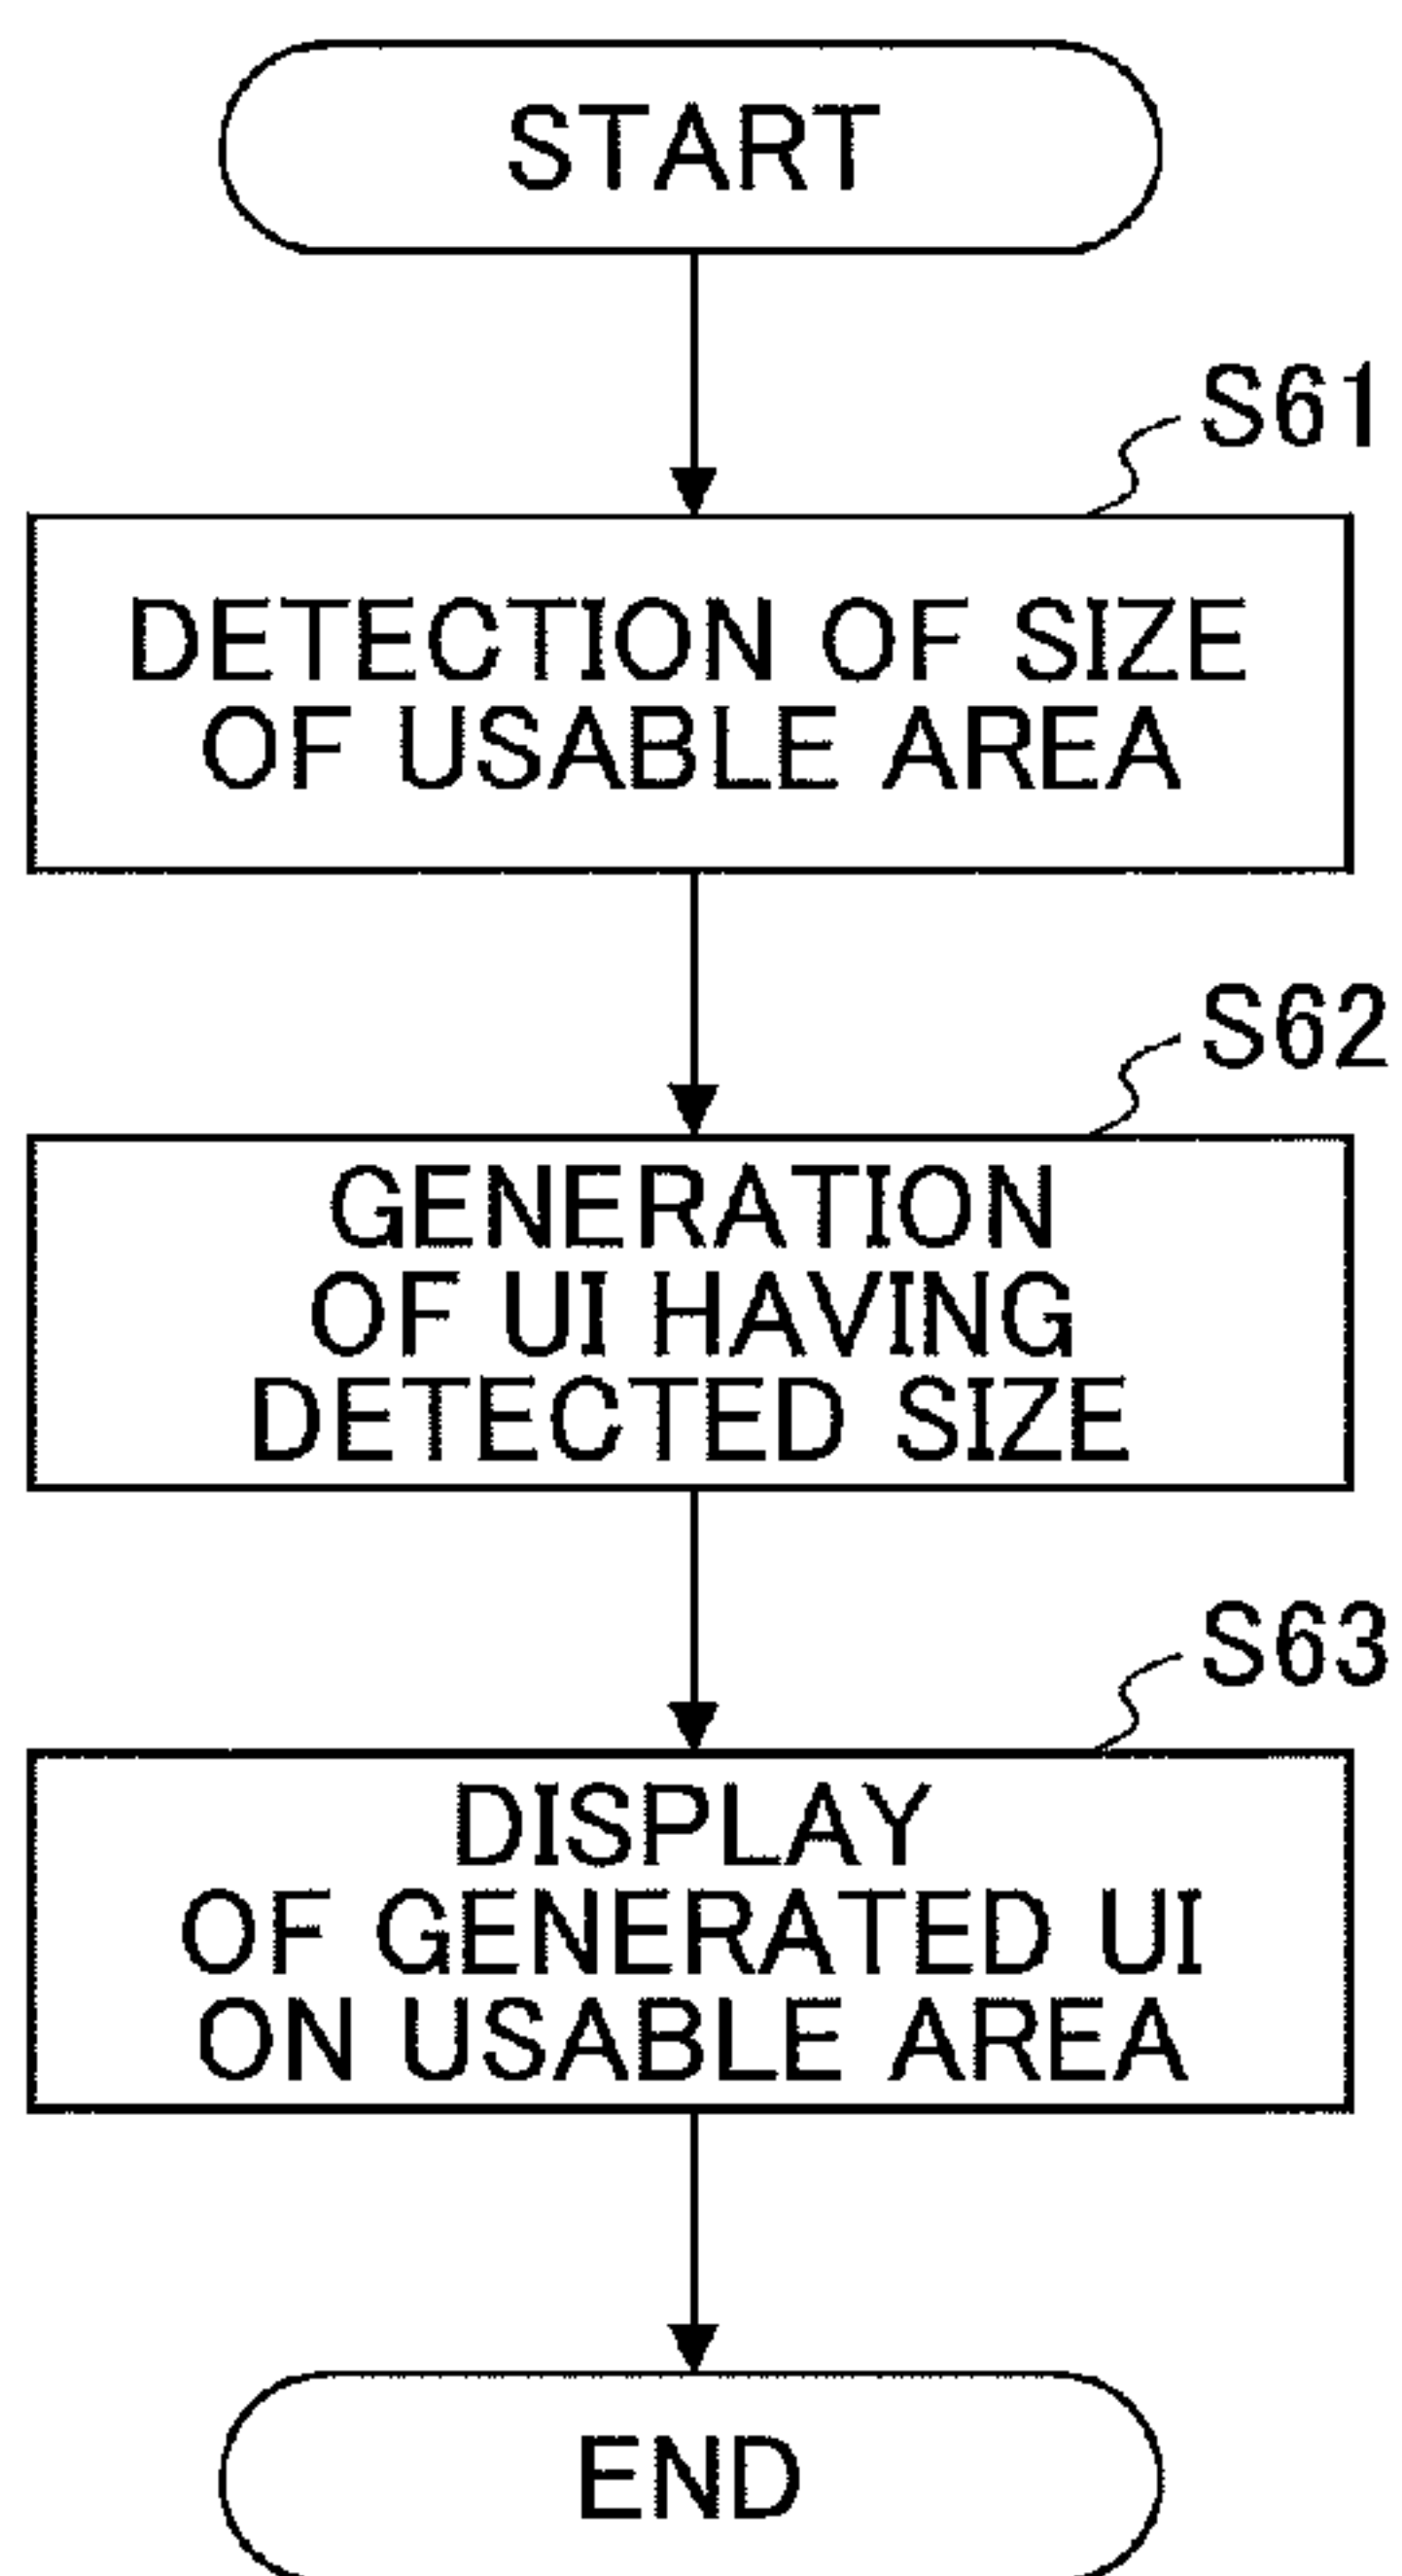 START
S61
DETECTION OF SIZE
OF USABLE AREA
S62
GENERATION
OF UI HAVING
DETECTED SIZE
S63
DISPLAY
OF GENERATED UI
ON USABLE AREA
END